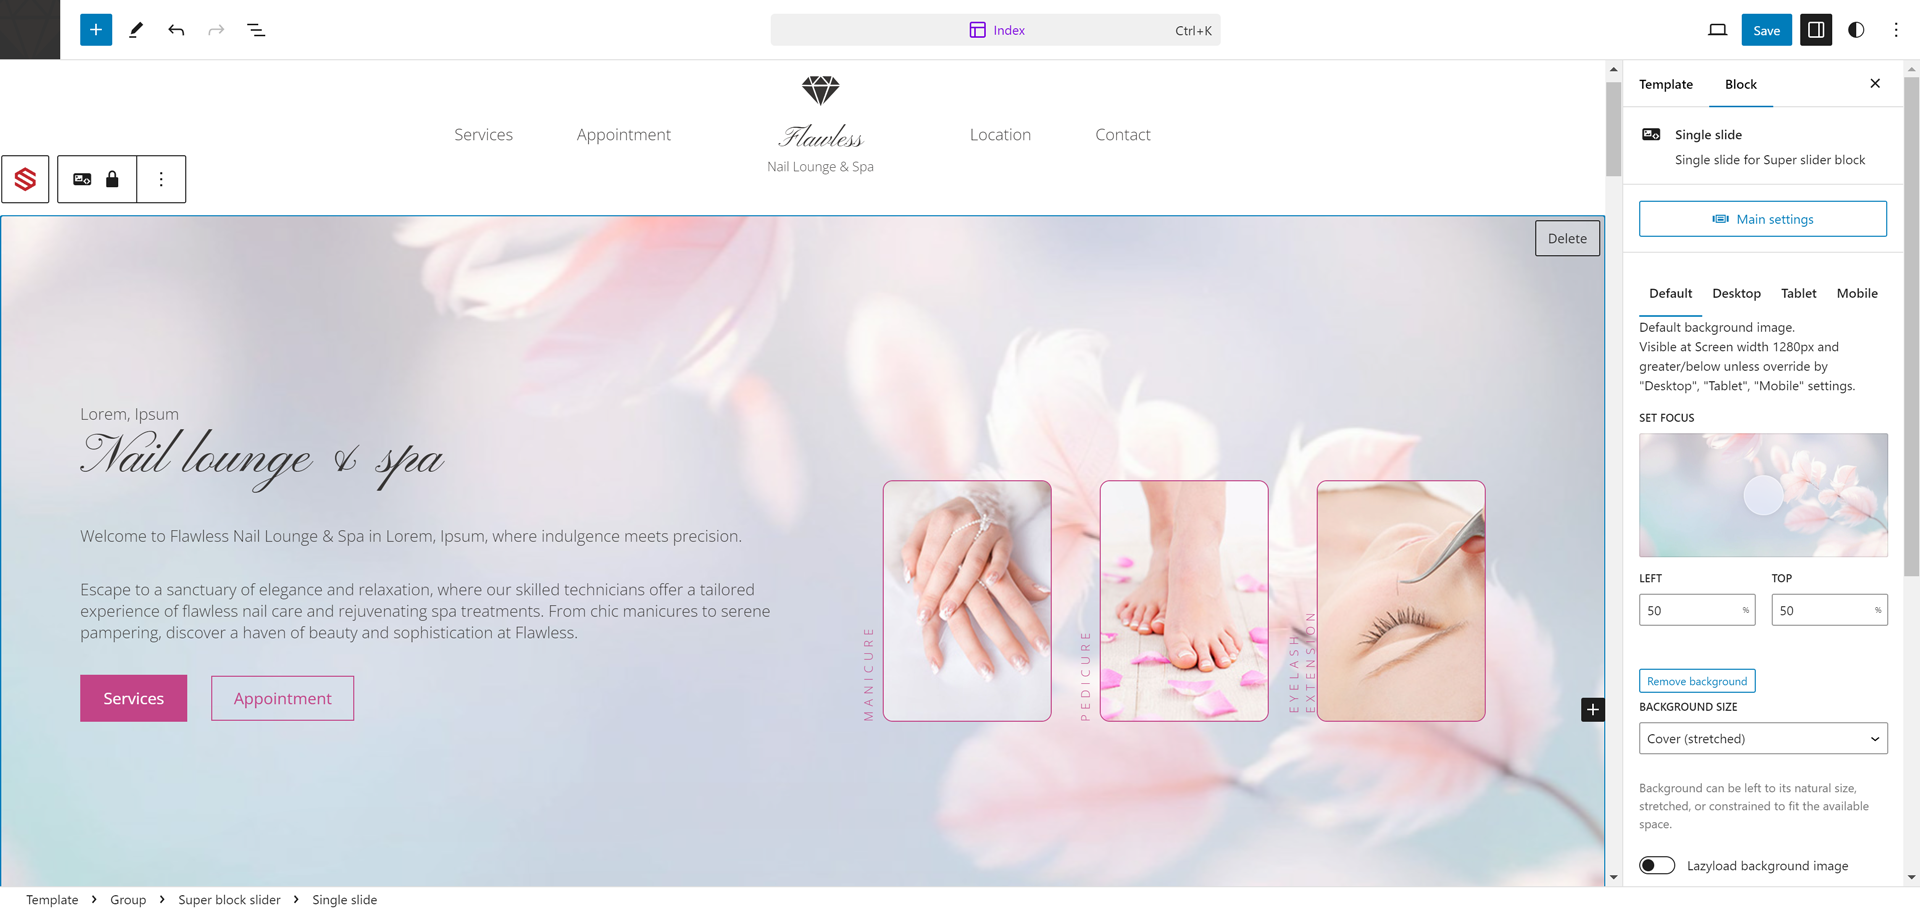 Index
Ctrl+K
Save
Services
Appointment
Flawless
Nail Lounge & Spa
Location
Contact
Delete
Lorem, Ipsum
Nail lounge & spa
Welcome to Flawless Nail Lounge & Spa in Lorem, Ipsum, where indulgence meets precision.
Escape to a sanctuary of elegance and relaxation, where our skilled technicians offer a tailored
experience of flawless nail care and rejuvenating spa treatments. From chic manicures to serene
pampering, discover a haven of beauty and sophistication at Flawless.
Services
Appointment
MANICURE
PEDICURE
EYELASH
EXTENSION
Template
Block
Single slide
Single slide for Super slider block
Main settings
Default
Desktop
Tablet
Mobile
Default background image.
Visible at Screen width 1280px and
greater/below unless override by
"Desktop", "Tablet", "Mobile" settings.
SET FOCUS
LEFT
TOP
50 %
50 %
Remove background
BACKGROUND SIZE
Cover (stretched)
Background can be left to its natural size,
stretched, or constrained to fit the available
space.
Lazyload background image
Template > Group > Super block slider > Single slide